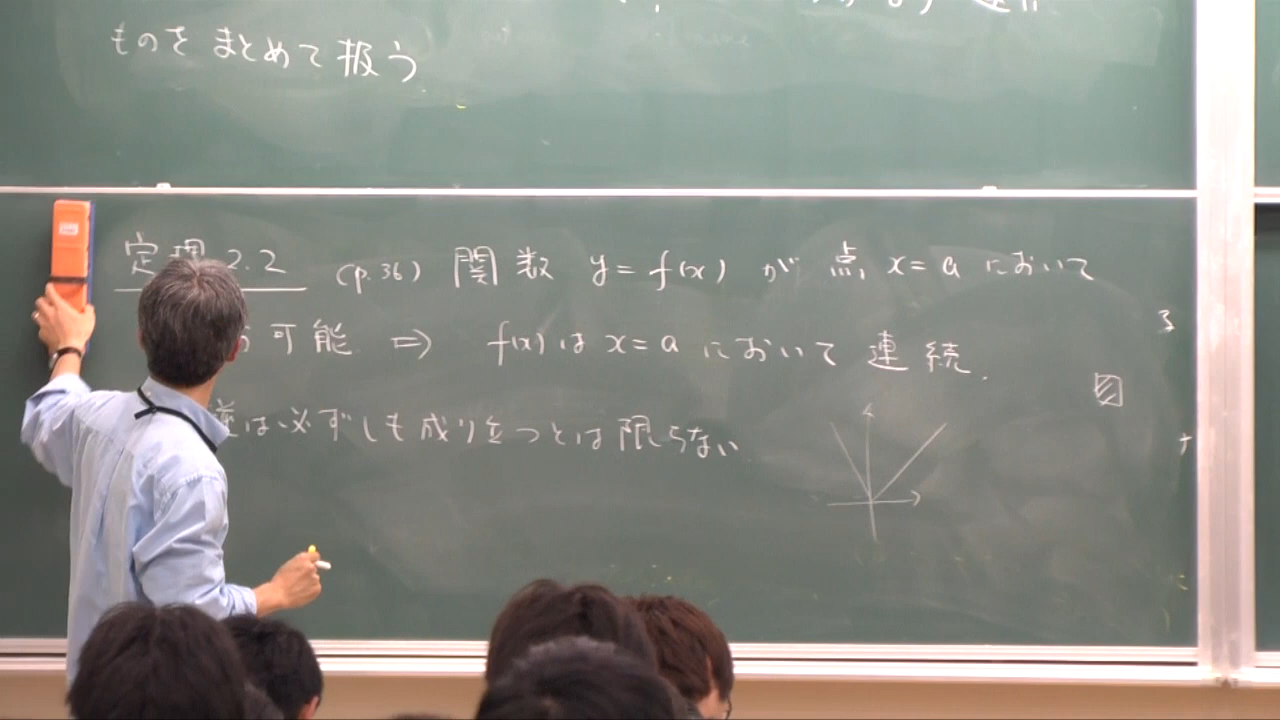 ものをまとめて扱う
定理 2.2 (p.36) 関数 y=f(x) が 点 x=a において
可能 ⇒ f(x)は x=a において 連続.
逆は必ずしも成り立つとは限らない
る